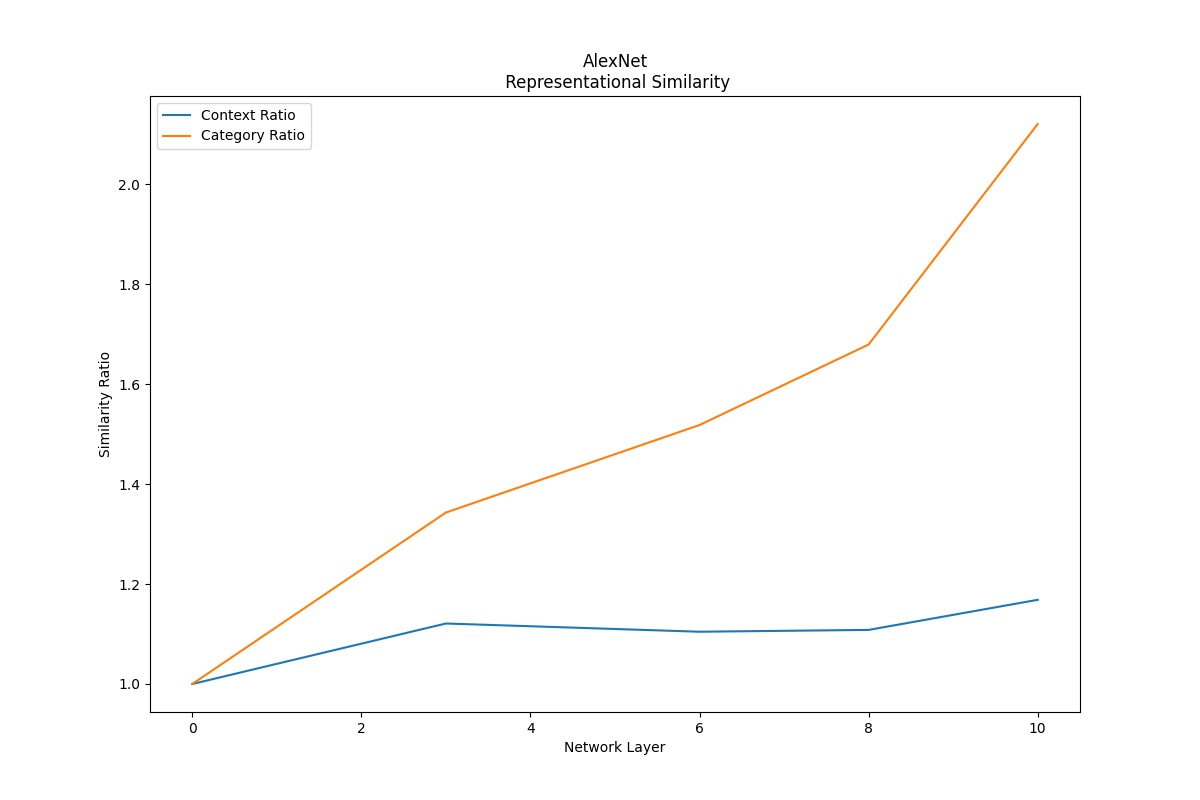 AlexNet
Representational Similarity
Context Ratio
Category Ratio
2.0
1.8
1.6
1.4
1.2
1.0
Similarity Ratio
0 2 4 6 8 10
Network Layer